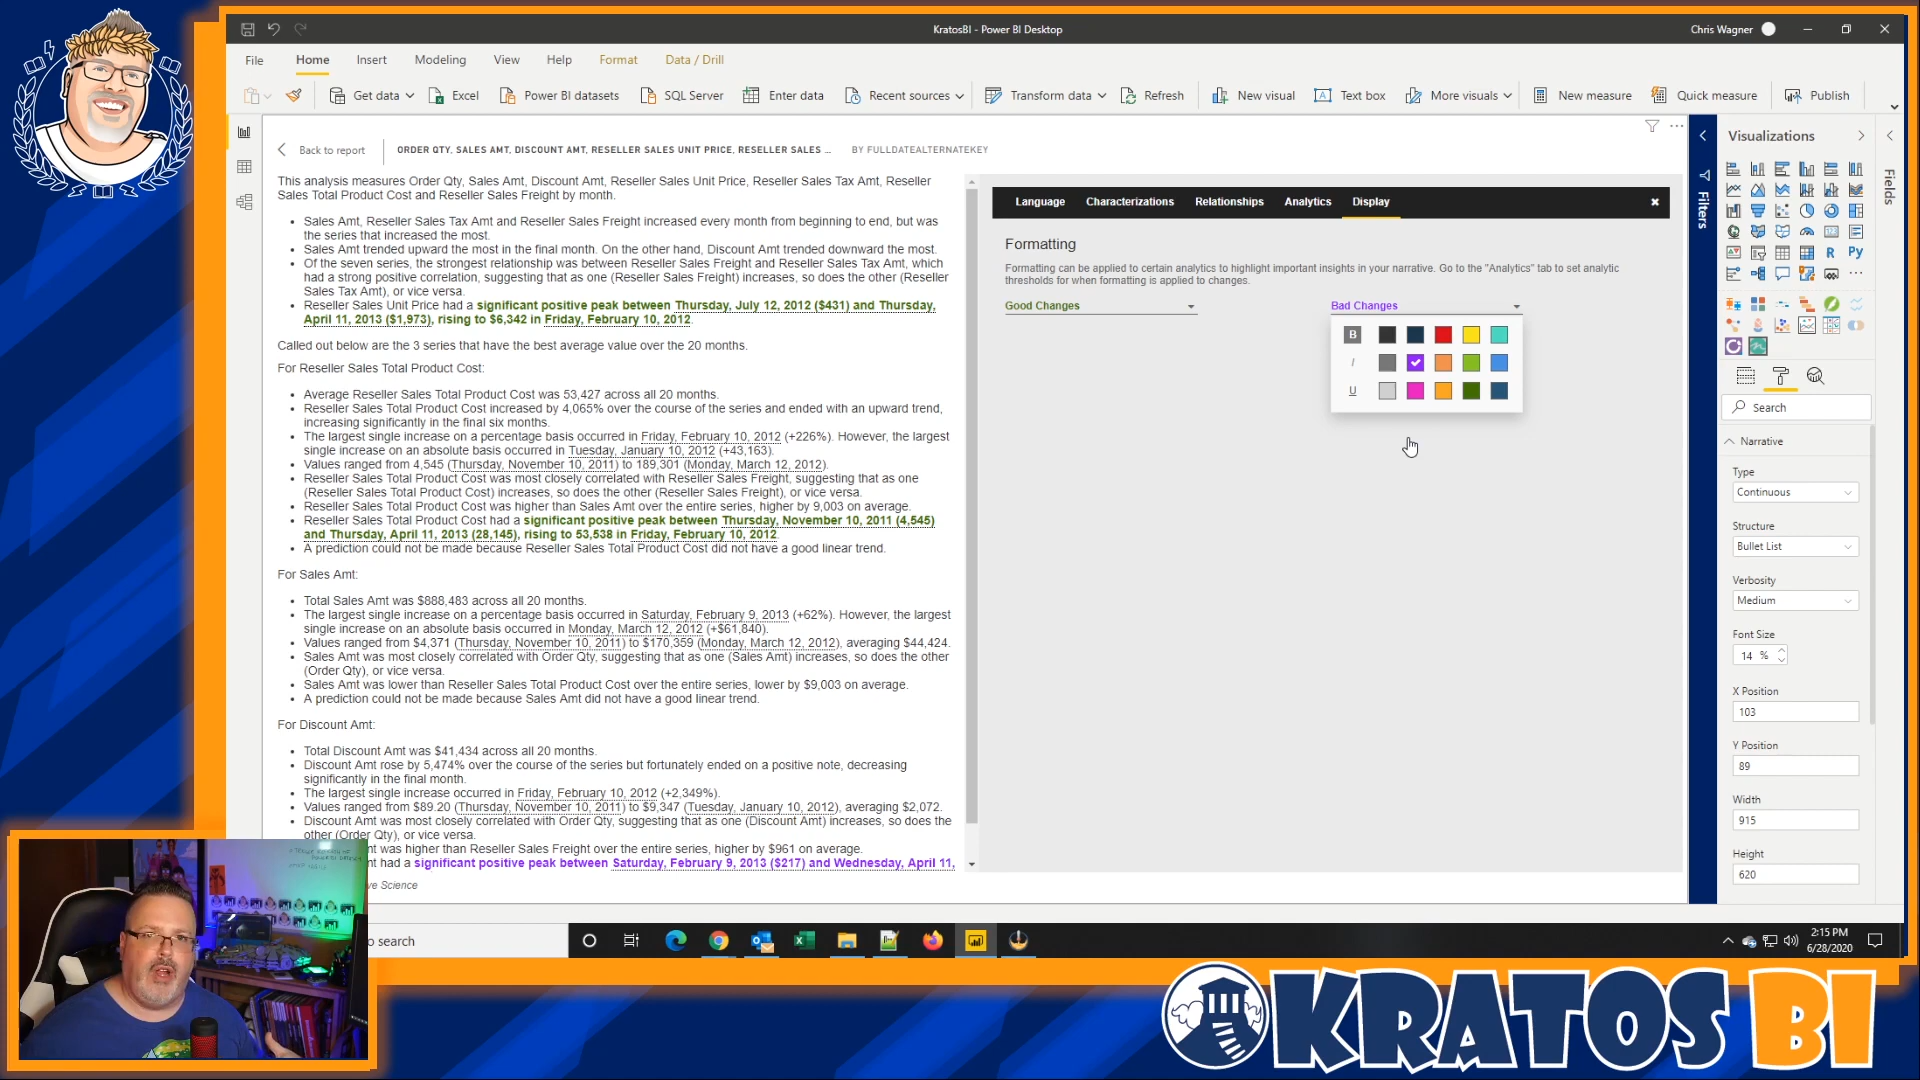 KratosBI - Power BI Desktop
Chris Wagner
File Home Insert Modeling View Help Format Data / Drill
Get data Excel Power BI datasets SQL Server Enter data Recent sources Transform data Refresh New visual Text box More visuals New measure Quick measure Publish
Back to report
ORDER QTY, SALES AMT, DISCOUNT AMT, RESELLER SALES UNIT PRICE, RESELLER SALES ...
BY FULLDATEALTERNATEKEY
This analysis measures Order Qty, Sales Amt, Discount Amt, Reseller Sales Unit Price, Reseller Sales Tax Amt, Reseller
Sales Total Product Cost and Reseller Sales Freight by month.
• Sales Amt, Reseller Sales Tax Amt and Reseller Sales Freight increased every month from beginning to end, but was
the series that increased the most.
• Sales Amt trended upward the most in the final month. On the other hand, Discount Amt trended downward the most.
• Of the seven series, the strongest relationship was between Reseller Sales Freight and Reseller Sales Tax Amt, which
had a strong positive correlation, suggesting that as one (Reseller Sales Freight) increases, so does the other (Reseller
Sales Tax Amt), or vice versa.
• Reseller Sales Unit Price had a significant positive peak between Thursday, July 12, 2012 ($431) and Thursday,
April 11, 2013 ($1,973), rising to $6,342 in Friday, February 10, 2012.
Called out below are the 3 series that have the best average value over the 20 months.
For Reseller Sales Total Product Cost:
• Average Reseller Sales Total Product Cost was 53,427 across all 20 months.
• Reseller Sales Total Product Cost increased by 4,065% over the course of the series and ended with an upward trend,
increasing significantly in the final six months.
• The largest single increase on a percentage basis occurred in Friday, February 10, 2012 (+226%). However, the largest
single increase on an absolute basis occurred in Tuesday, January 10, 2012 (+43,163).
• Values ranged from 4,545 (Thursday, November 10, 2011) to 189,301 (Monday, March 12, 2012).
• Reseller Sales Total Product Cost was most closely correlated with Reseller Sales Freight, suggesting that as one
(Reseller Sales Total Product Cost) increases, so does the other (Reseller Sales Freight), or vice versa.
• Reseller Sales Total Product Cost was higher than Sales Amt over the entire series, higher by 9,003 on average.
• Reseller Sales Total Product Cost had a significant positive peak between Thursday, November 10, 2011 (4,545)
and Thursday, April 11, 2013 (28,145), rising to 53,538 in Friday, February 10, 2012.
• A prediction could not be made because Reseller Sales Total Product Cost did not have a good linear trend.
For Sales Amt:
• Total Sales Amt was $888,483 across all 20 months.
• The largest single increase on a percentage basis occurred in Saturday, February 9, 2013 (+62%). However, the largest
single increase on an absolute basis occurred in Monday, March 12, 2012 (+$61,840).
• Values ranged from $4,371 (Thursday, November 10, 2011) to $170,359 (Monday, March 12, 2012), averaging $44,424.
• Sales Amt was most closely correlated with Order Qty, suggesting that as one (Sales Amt) increases, so does the other
(Order Qty), or vice versa.
• Sales Amt was lower than Reseller Sales Total Product Cost over the entire series, lower by $9,003 on average.
• A prediction could not be made because Sales Amt did not have a good linear trend.
For Discount Amt:
• Total Discount Amt was $41,434 across all 20 months.
• Discount Amt rose by 5,474% over the course of the series but fortunately ended on a positive note, decreasing
significantly in the final month.
• The largest single increase occurred in Friday, February 10, 2012 (+2,349%).
• Values ranged from $89.20 (Thursday, November 10, 2011) to $9,347 (Tuesday, January 10, 2012), averaging $2,072.
• Discount Amt was most closely correlated with Order Qty, suggesting that as one (Discount Amt) increases, so does the
other (Order Qty), or vice versa.
nt was higher than Reseller Sales Freight over the entire series, higher by $961 on average.
nt had a significant positive peak between Saturday, February 9, 2013 ($217) and Wednesday, April 11,
ve Science
Language Characterizations Relationships Analytics Display
Formatting
Formatting can be applied to certain analytics to highlight important insights in your narrative. Go to the "Analytics" tab to set analytic
thresholds for when formatting is applied to changes.
Good Changes
Bad Changes
B
I
U
Filters
Visualizations
Fields
R Py
Search
Narrative
Type
Continuous
Structure
Bullet List
Verbosity
Medium
Font Size
14 %
X Position
103
Y Position
89
Width
915
Height
620
o search
2:15 PM
6/28/2020
KRATOS BI